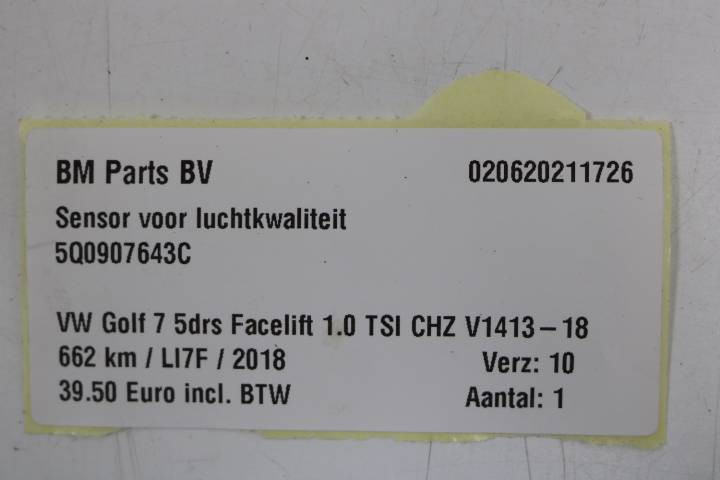 BM Parts BV 020620211726
Sensor voor luchtkwaliteit
5Q0907643C
VW Golf 7 5drs Facelift 1.0 TSI CHZ V1413-18
662 km / LI7F / 2018 Verz: 10
39.50 Euro incl. BTW Aantal: 1